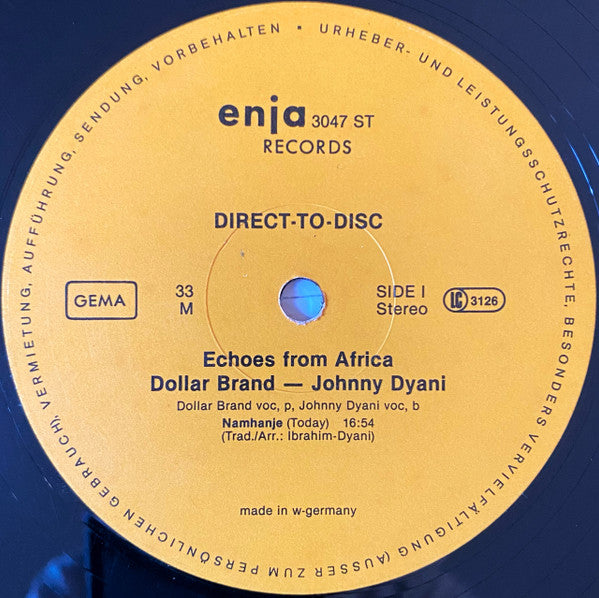 URHEBER- UND LEISTUNGSSCHUTZRECHTE, BESONDERS VERVIELFÄLTIGUNG (AUSSER ZUM PERSÖNLICHEN GEBRAUCH), VERMIETUNG, AUFFÜHRUNG, SENDUNG, VORBEHALTEN •
enja 3047 ST
RECORDS
DIRECT-TO-DISC
GEMA
33
M
SIDE I
Stereo
LC 3126
Echoes from Africa
Dollar Brand — Johnny Dyani
Dollar Brand voc, p, Johnny Dyani voc, b
Namhanje (Today) 16:54
(Trad./Arr.: Ibrahim-Dyani)
made in w-germany